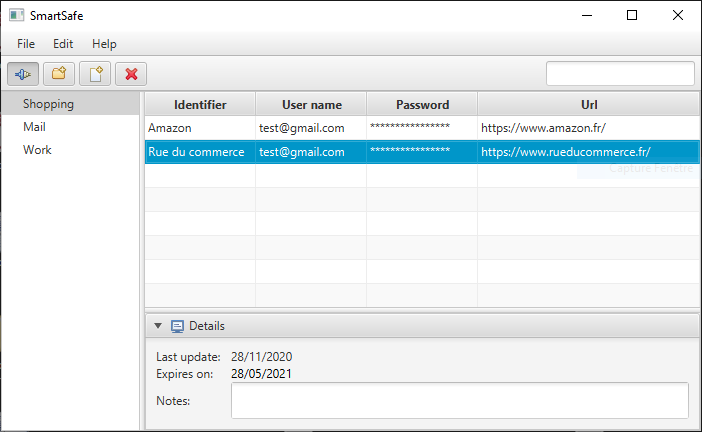 SmartSafe
File Edit Help
Shopping
Mail
Work
Identifier User name Password Url
Amazon test@gmail.com **************** https://www.amazon.fr/
Rue du commerce test@gmail.com **************** https://www.rueducommerce.fr/
Capture Fenêtre
Details
Last update: 28/11/2020
Expires on: 28/05/2021
Notes: